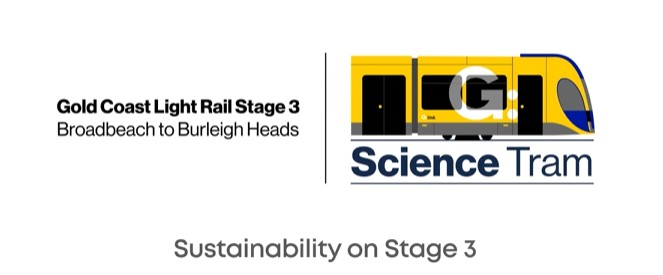 Gold Coast Light Rail Stage 3
Broadbeach to Burleigh Heads
G:
Science Tram
Sustainability on Stage 3